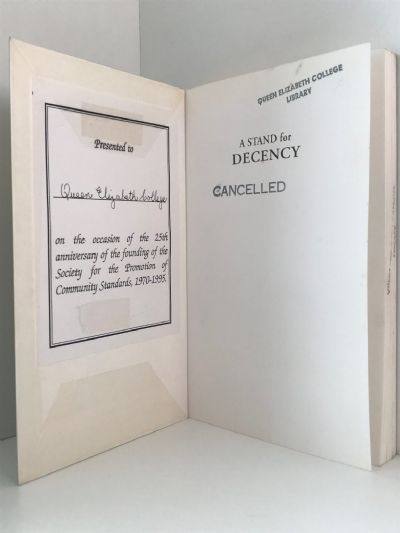 Presented to
Queen Elizabeth College
on the occasion of the 25th
anniversary of the founding of the
Society for the Promotion of
Community Standards, 1970-1995.
QUEEN ELIZABETH COLLEGE
LIBRARY
A STAND for
DECENCY
CANCELLED